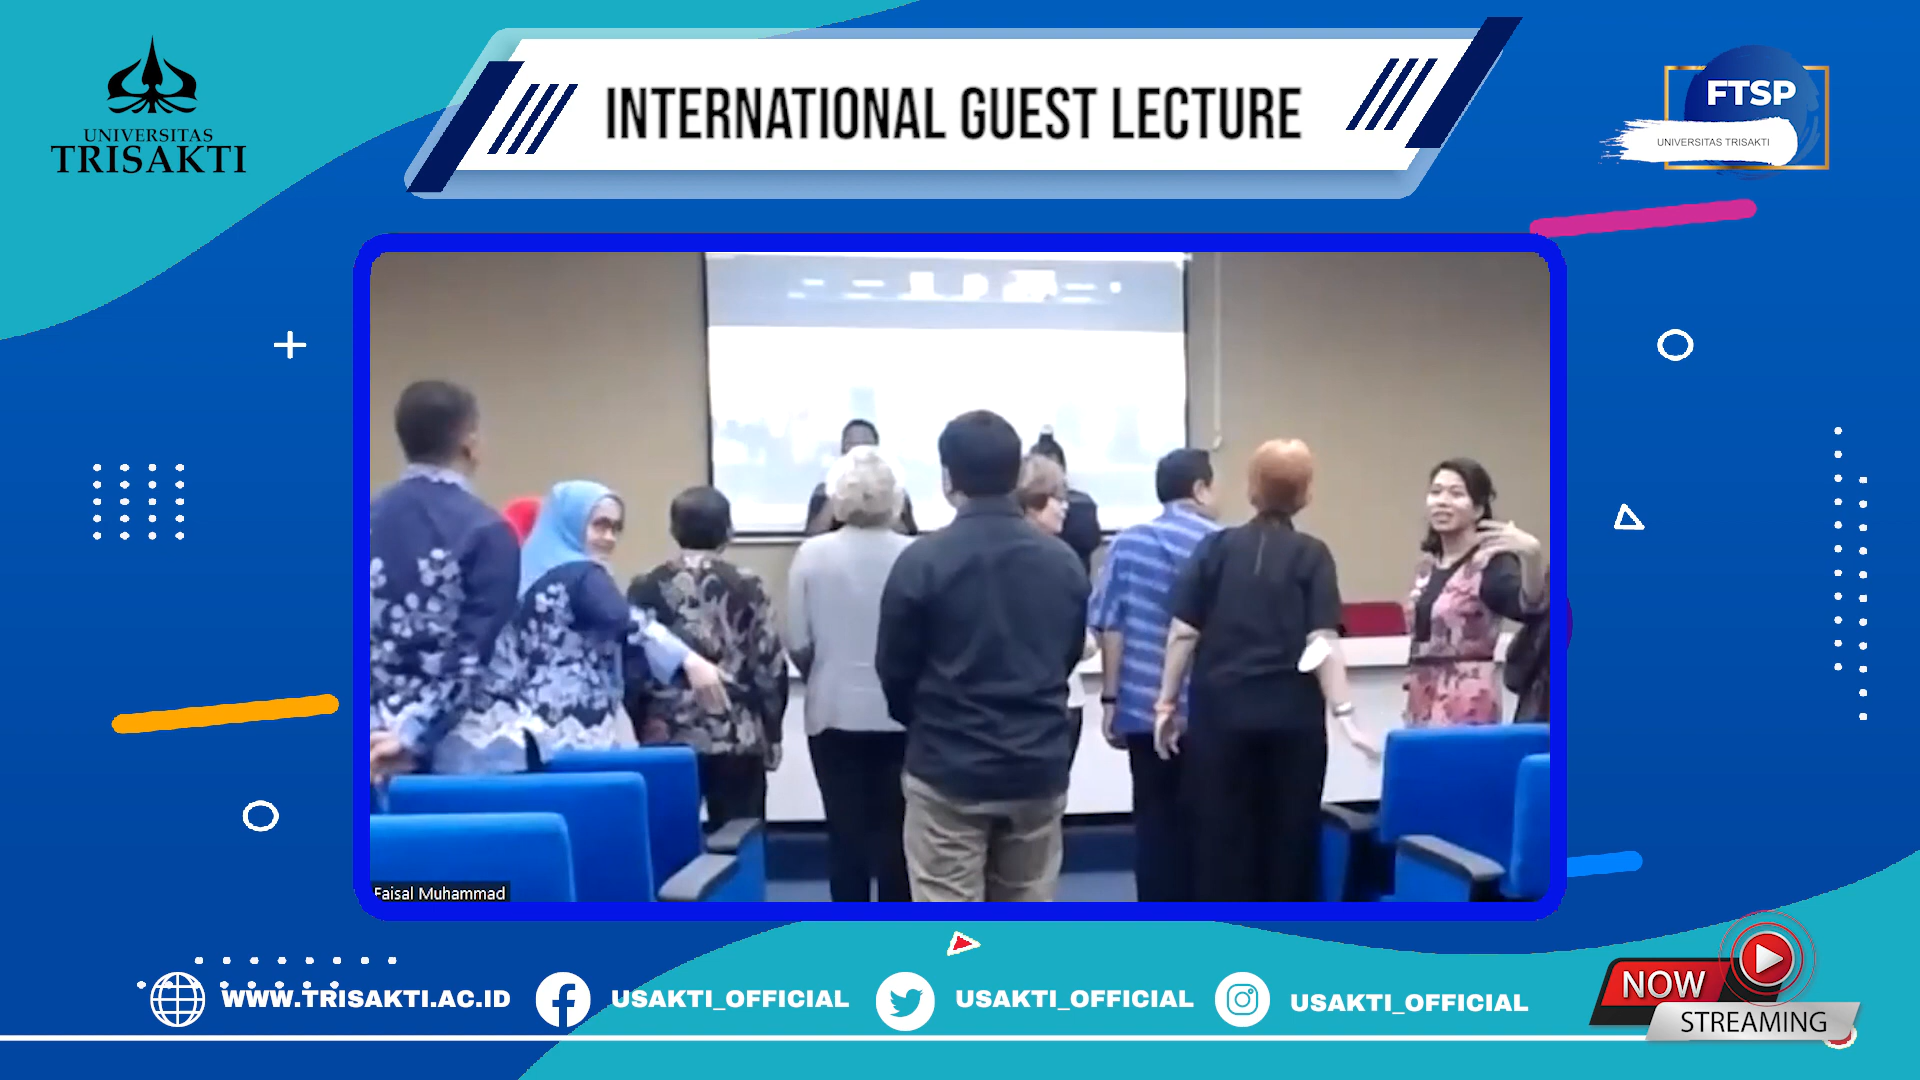 UNIVERSITAS
TRISAKTI
INTERNATIONAL GUEST LECTURE
FTSP
UNIVERSITAS TRISAKTI
Faisal Muhammad
WWW.TRISAKTI.AC.ID
USAKTI_OFFICIAL
USAKTI_OFFICIAL
USAKTI_OFFICIAL
NOW
STREAMING